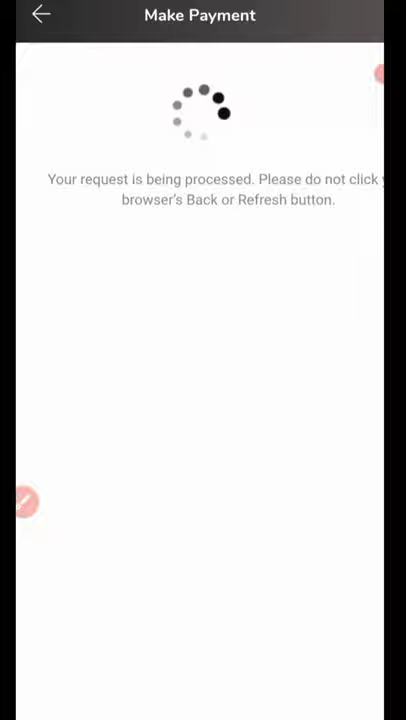 Make Payment
Your request is being processed. Please do not click
browser's Back or Refresh button.